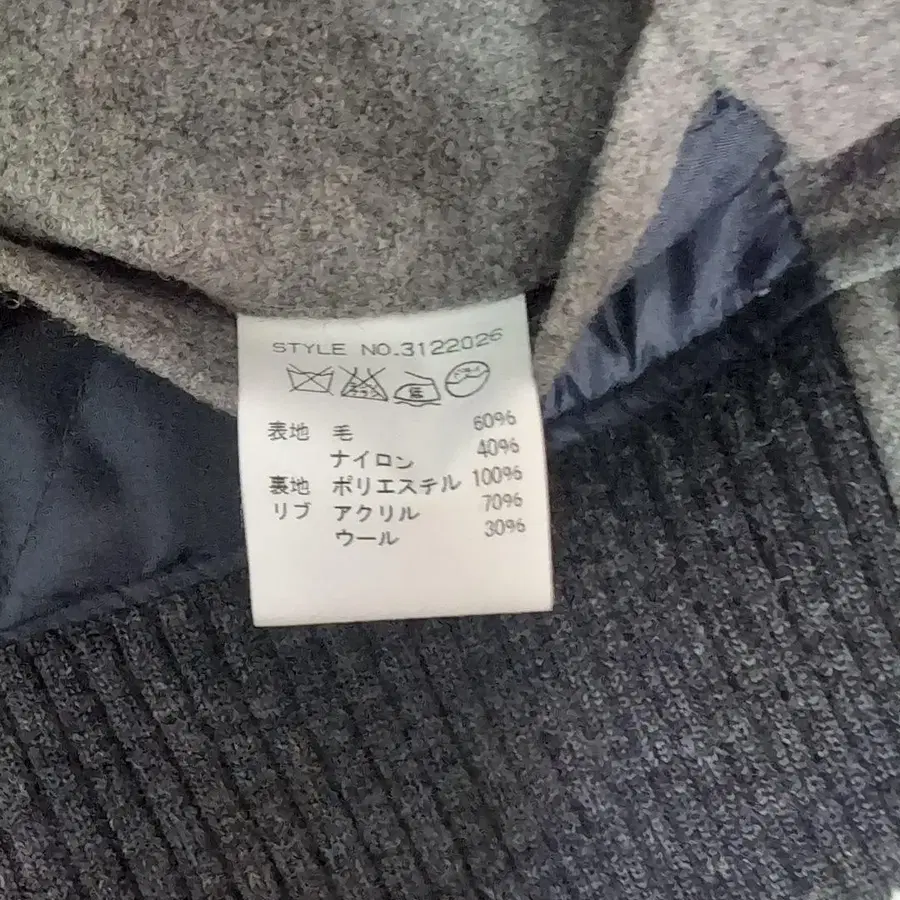 STYLE NO.3122026
低
表地 毛 60%
ナイロン 40%
裏地 ポリエステル 100%
リブ アクリル 70%
ウール 30%